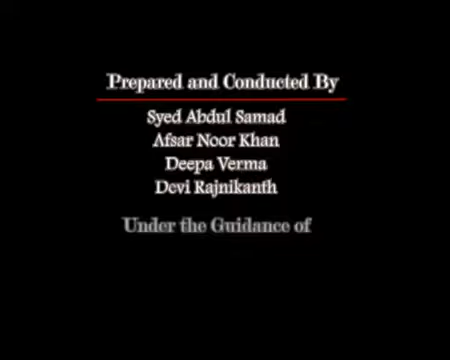 Prepared and Conducted By
Syed Abdul Samad
Afsar Noor Khan
Deepa Verma
Devi Rajnikanth
Under the Guidance of